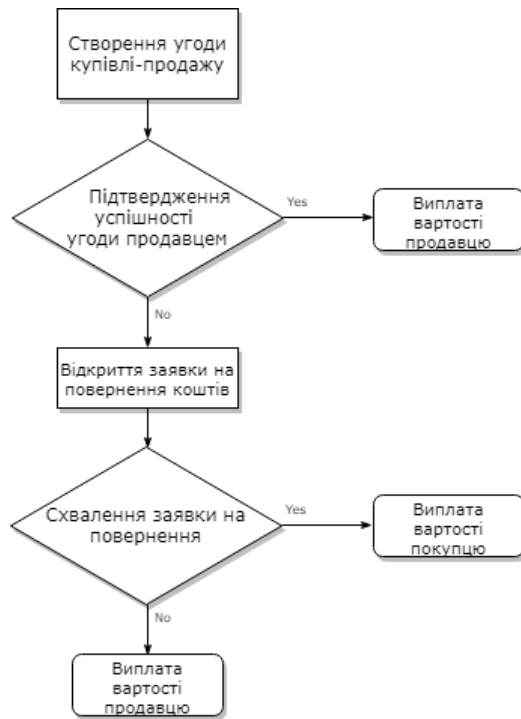 Створення угоди
купівлі-продажу
Підтвердження
успішності
угоди продавцем
Yes
Виплата
вартості
продавцю
No
Відкриття заявки на
повернення коштів
Схвалення заявки на
повернення
Yes
Виплата
вартості
покупцю
No
Виплата
вартості
продавцю